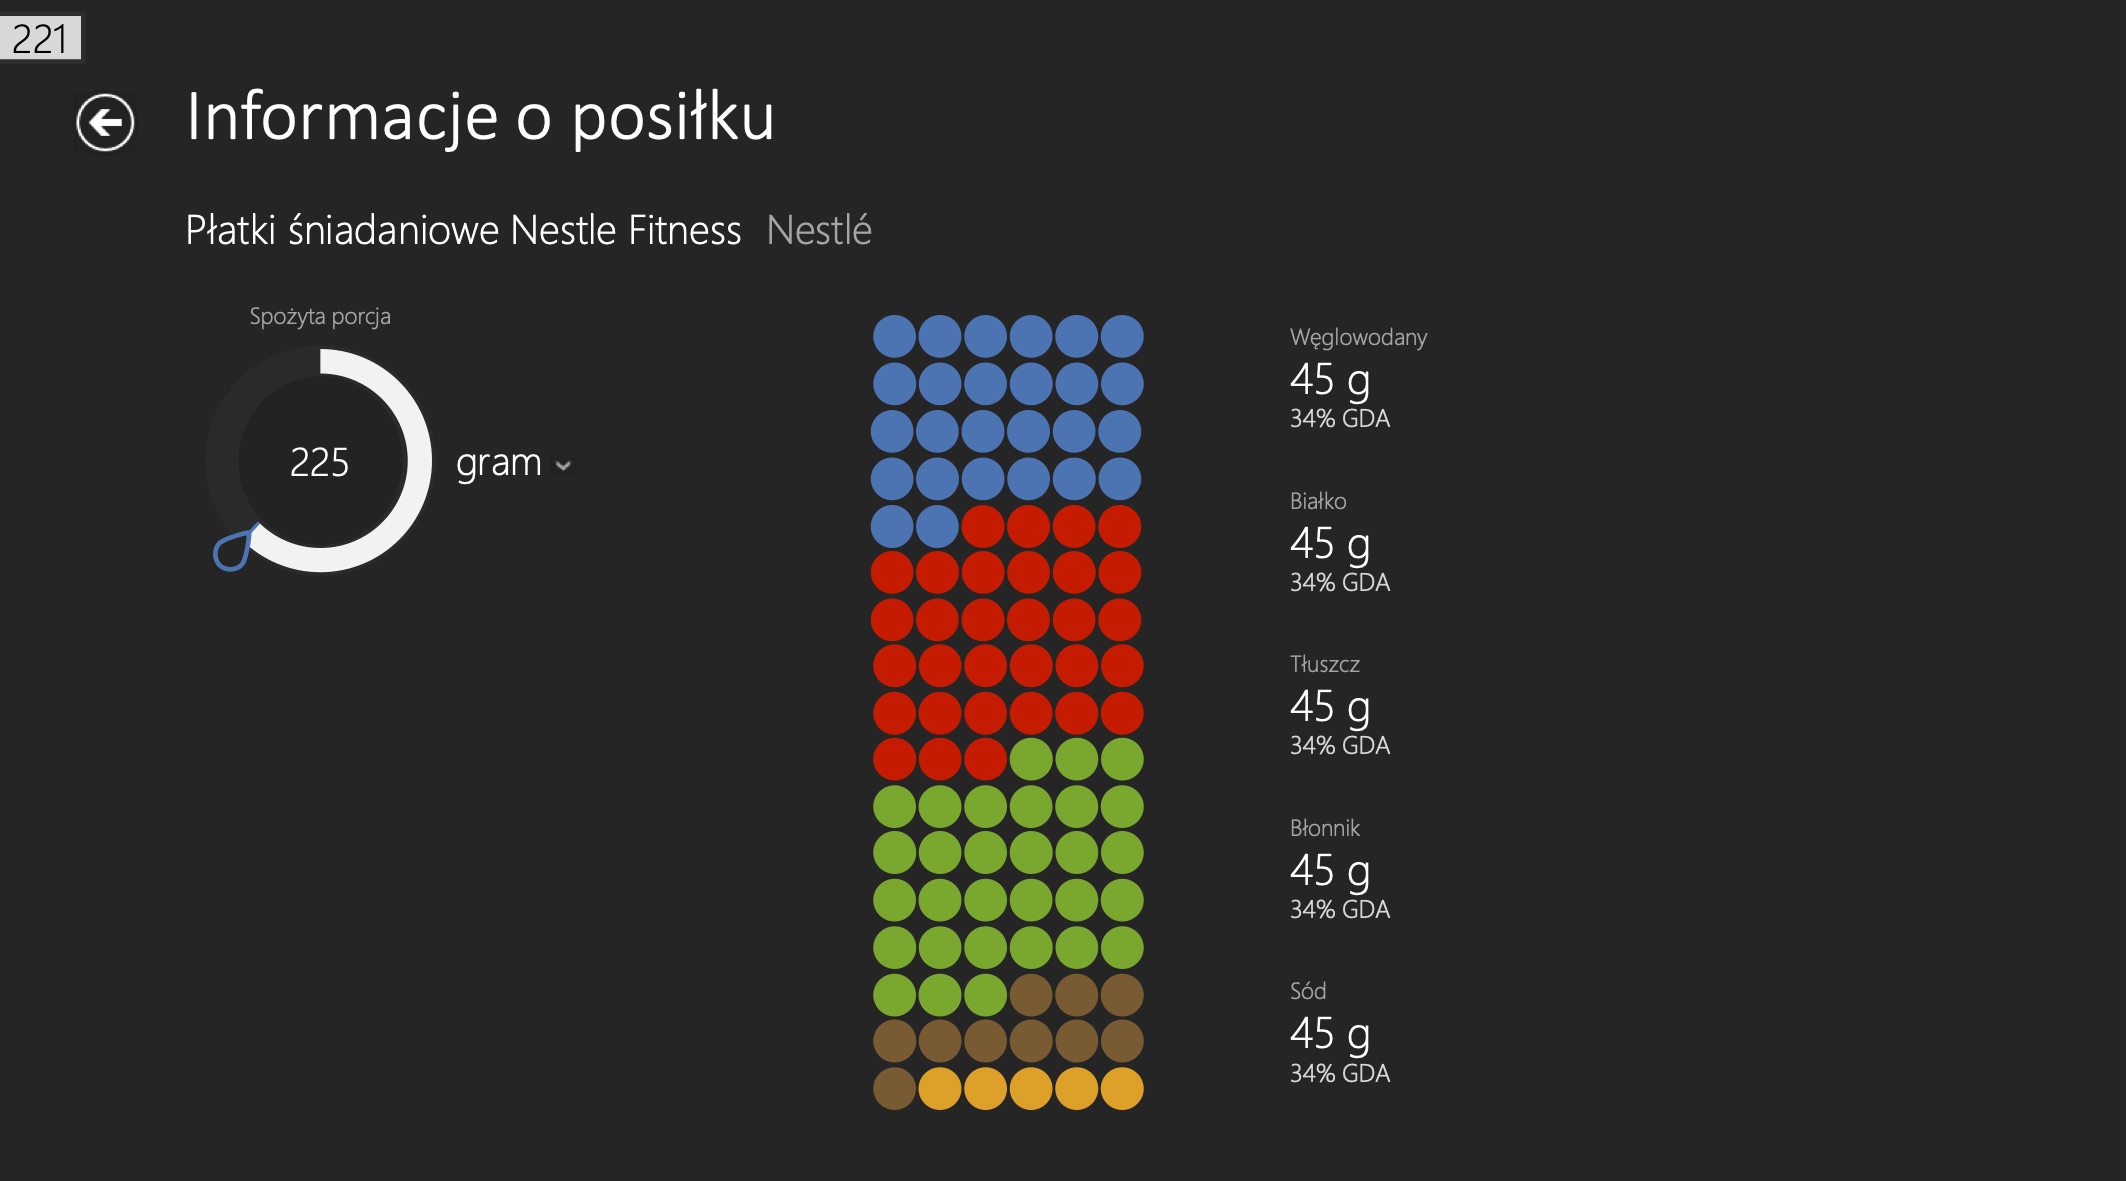 221
Informacje o posiłku
Płatki śniadaniowe Nestle Fitness Nestlé
Spożyta porcja
225
gram
Węglowodany
45 g
34% GDA
Białko
45 g
34% GDA
Tłuszcz
45 g
34% GDA
Błonnik
45 g
34% GDA
Sód
45 g
34% GDA